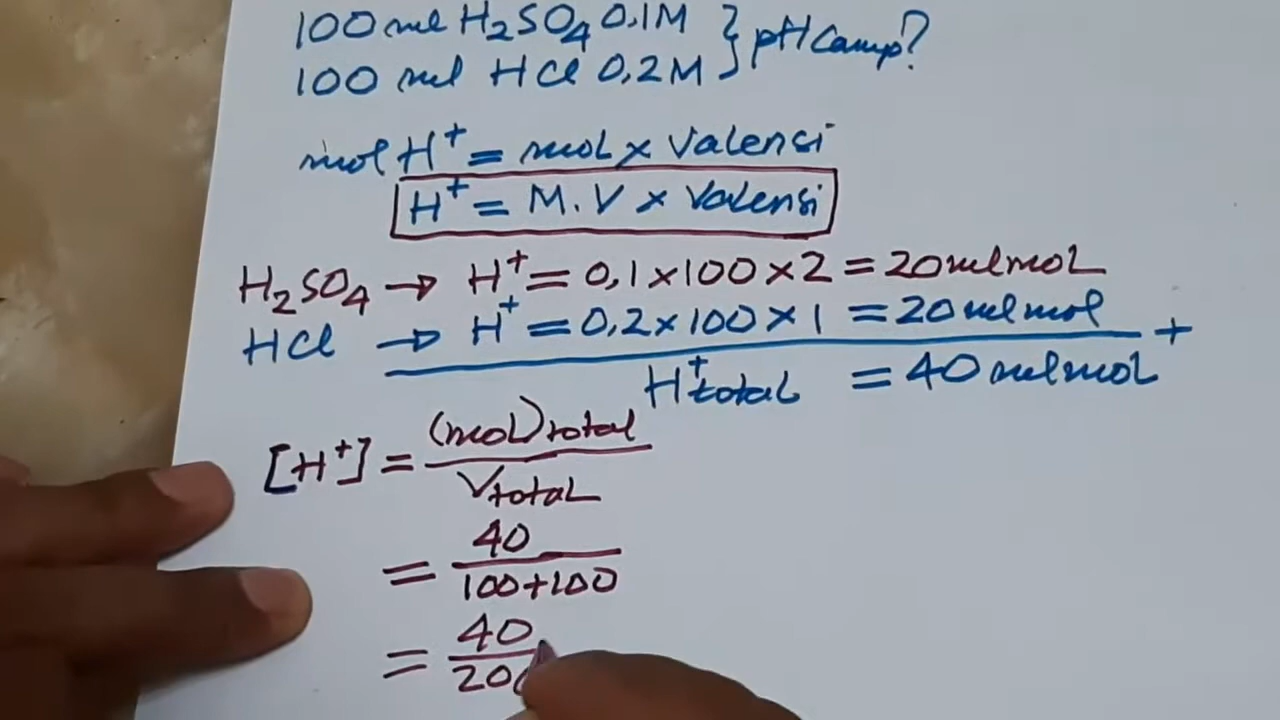 100 ml H₂SO₄ 0,1M } pH camp?
100 ml HCl 0,2M
mol H⁺ = mol x Valensi
H⁺ = M.V x Valensi
H₂SO₄ → H⁺ = 0,1 x 100 x 2 = 20 mlmol
HCl → H⁺ = 0,2 x 100 x 1 = 20 mlmol +
H⁺total = 40 mlmol
[H⁺] = (mol)total
Vtotal
= 40
100+100
= 40
200